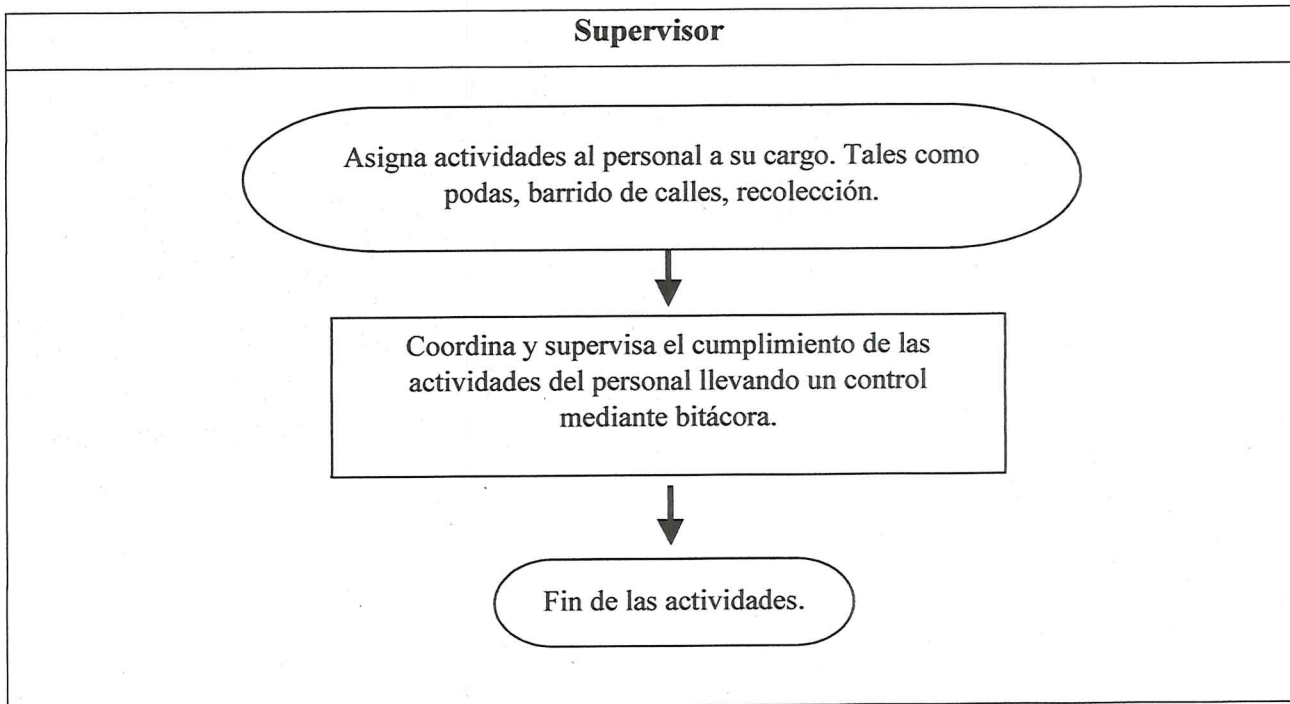 Supervisor
Asigna actividades al personal a su cargo. Tales como
podas, barrido de calles, recolección.
Coordina y supervisa el cumplimiento de las
actividades del personal llevando un control
mediante bitácora.
Fin de las actividades.